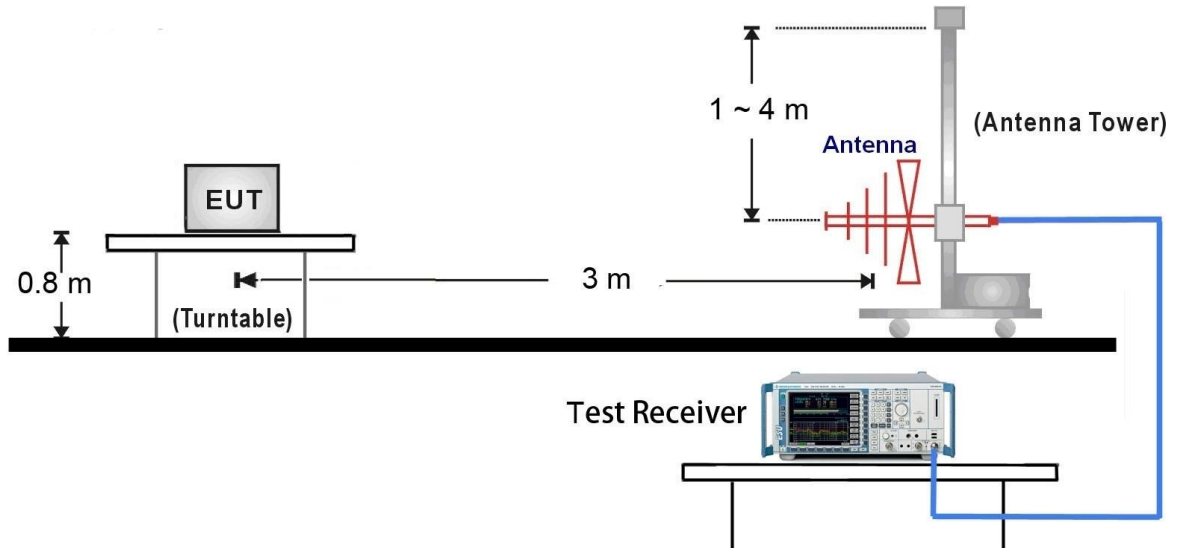 1 ~ 4 m
(Antenna Tower)
Antenna
EUT
0.8 m
3 m
(Turntable)
Test Receiver